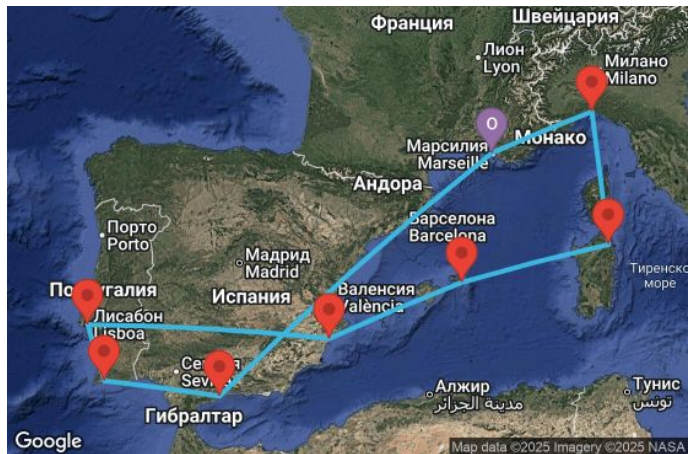 Франция
Швейцария
Лион
Lyon
Милано
Milano
O
Марсилия
Marseille
Монако
Андора
Барселона
Barcelona
Порто
Porto
Мадрид
Madrid
Тиренско
море
Португалия
Испания
Валенсия
València
Лисабон
Lisboa
Севиля
Sevilla
Гибралтар
Алжир
مدينة الجزائر
Тунис
تونس
Google
Map data ©2025 Imagery ©2025 NASA